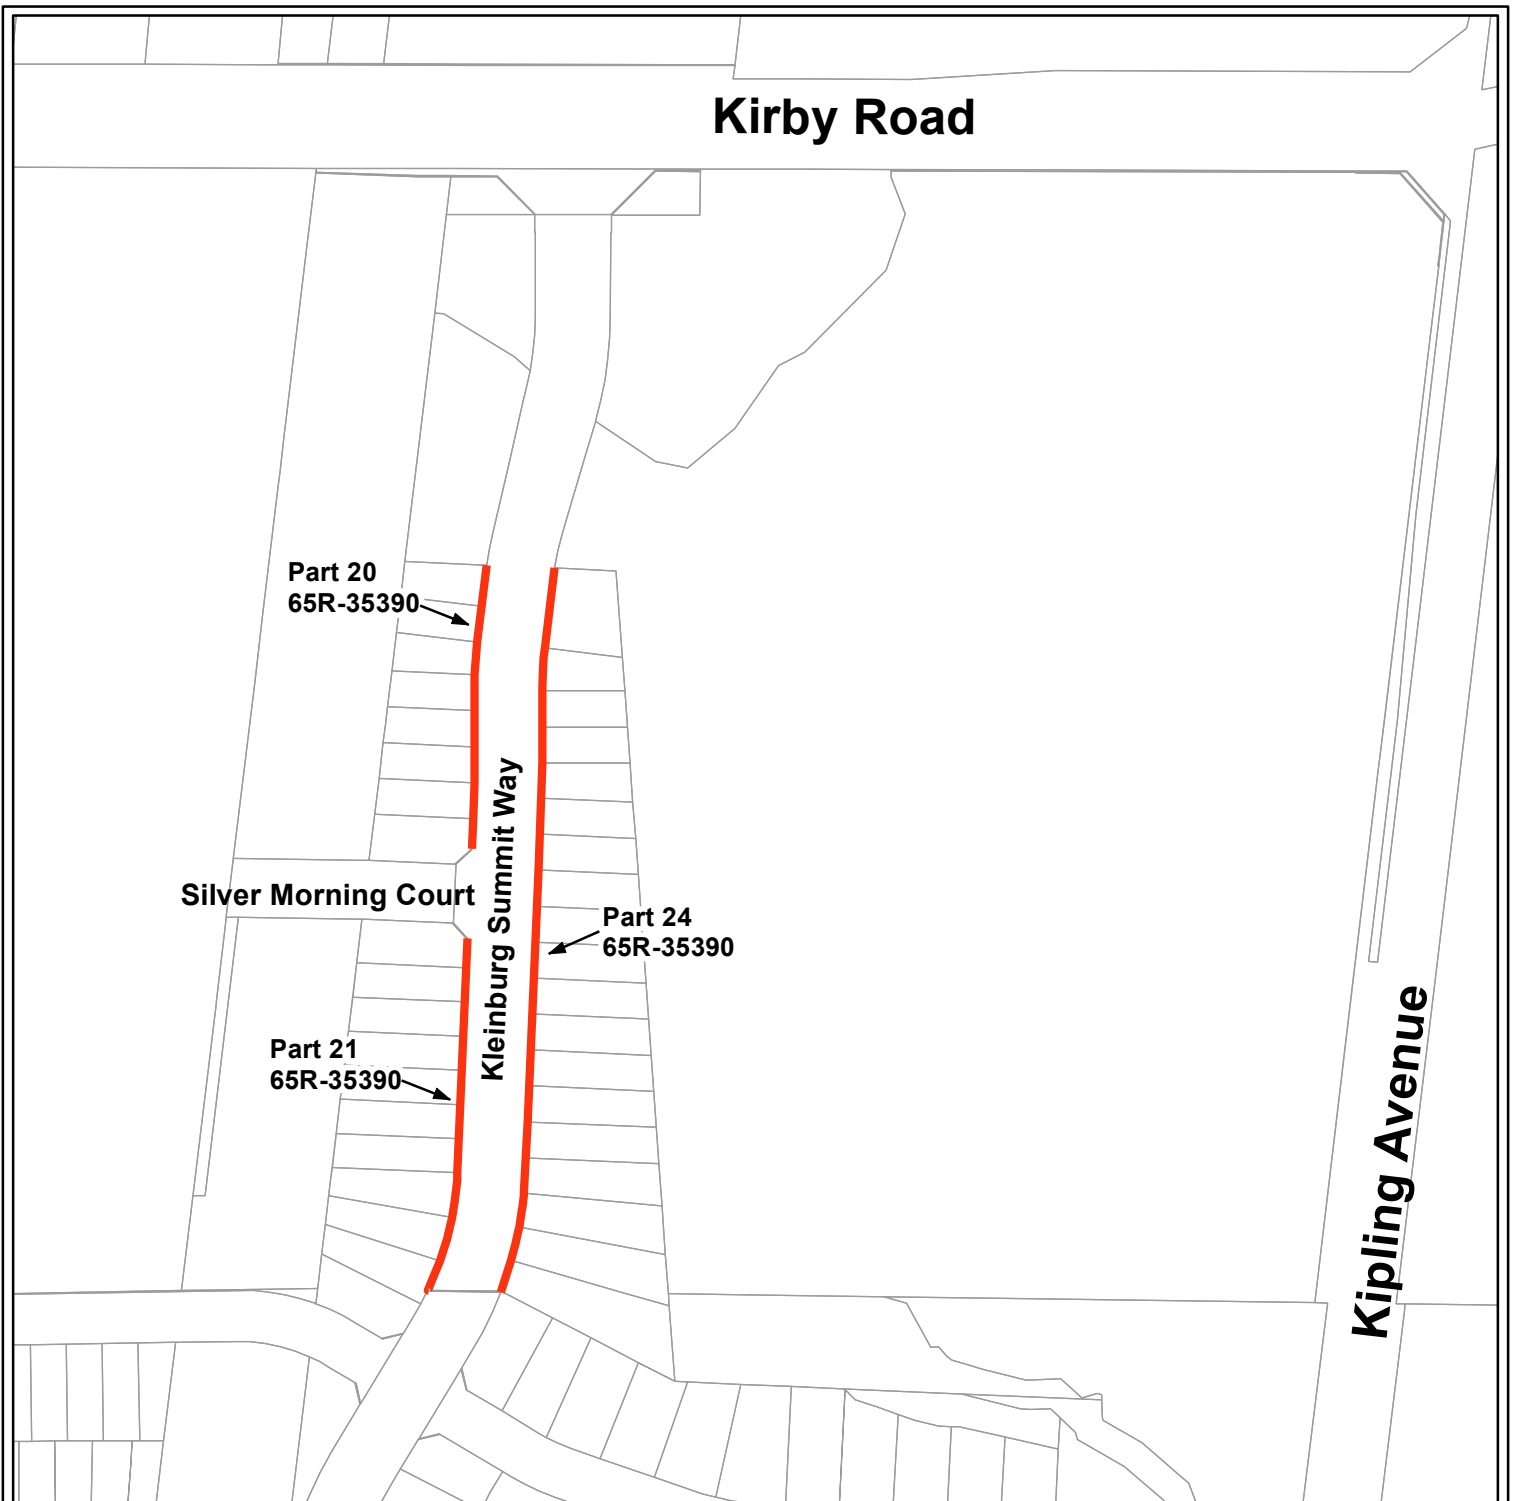 Kirby Road
Part 20
65R-35390
Kleinburg Summit Way
Silver Morning Court
Part 24
65R-35390
Part 21
65R-35390
Kipling Avenue